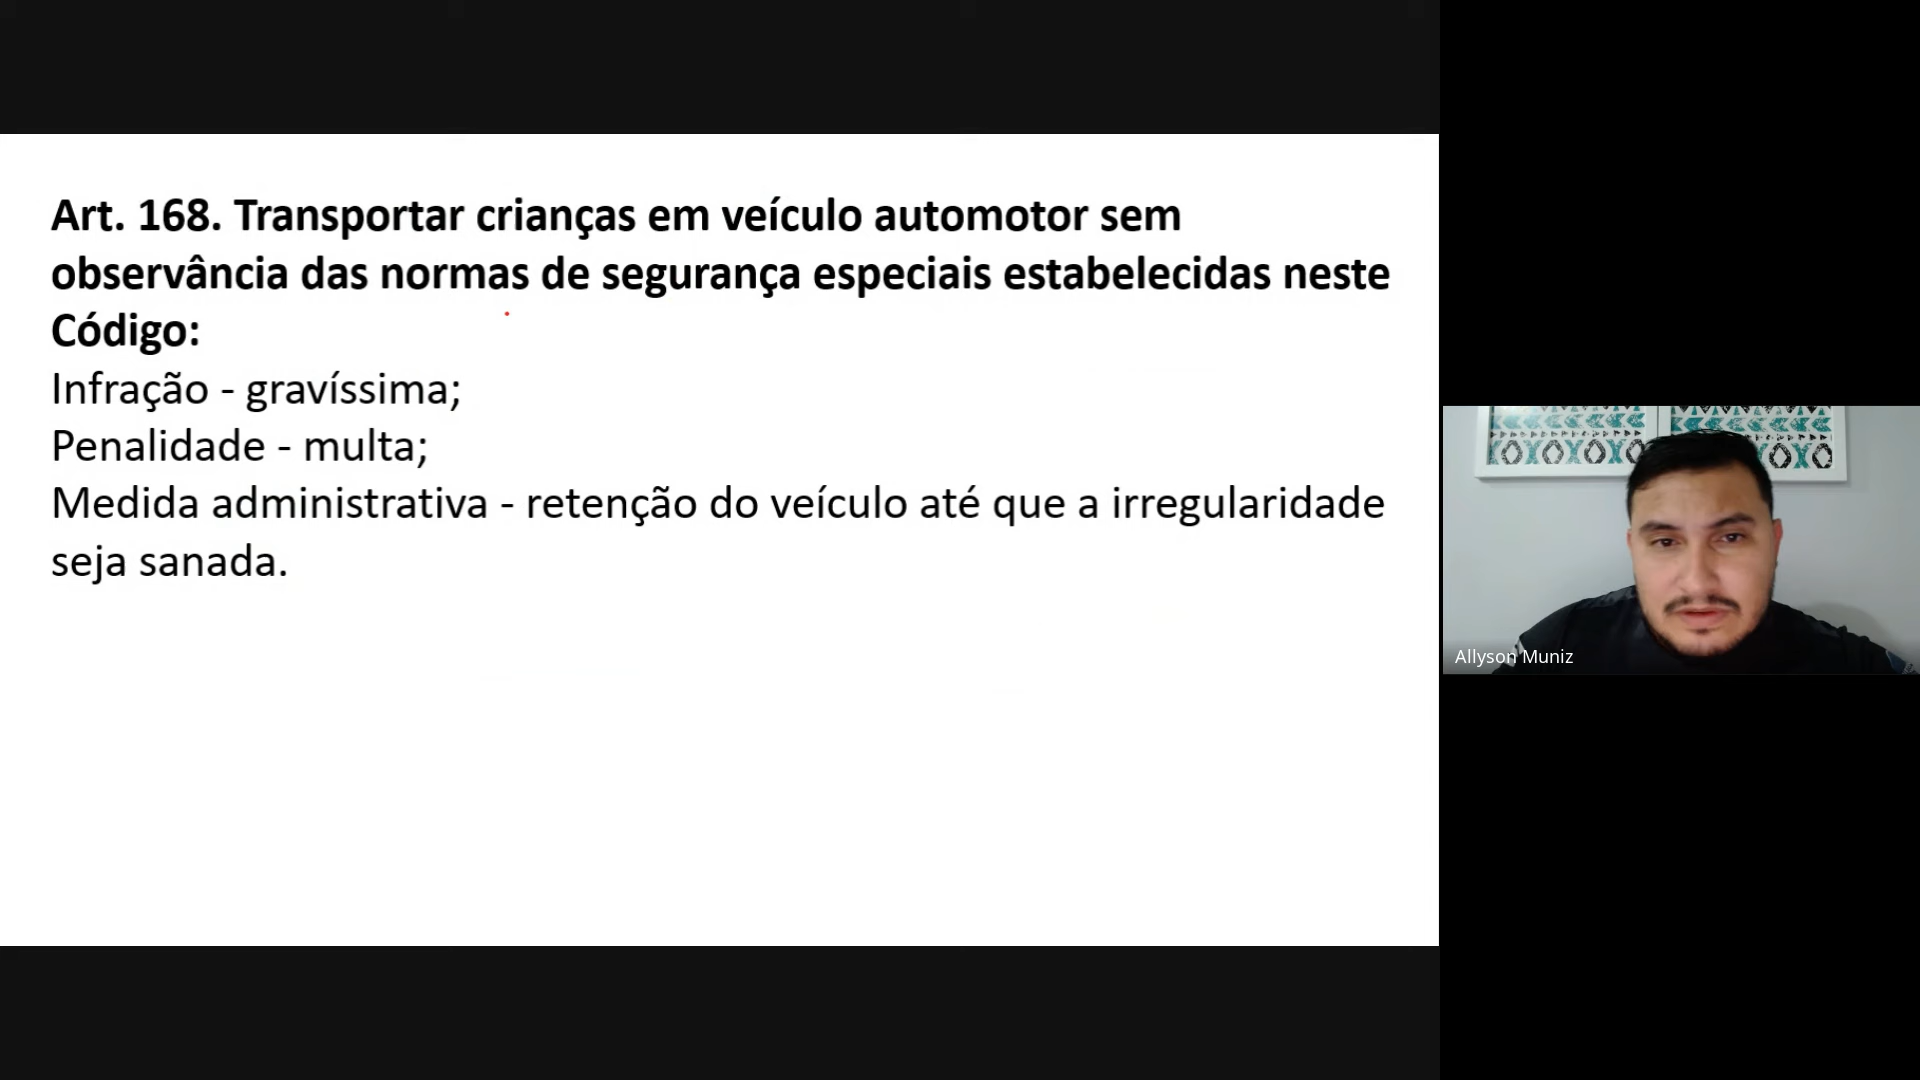 Art. 168. Transportar crianças em veículo automotor sem
observância das normas de segurança especiais estabelecidas neste
Código:
Infração - gravíssima;
Penalidade - multa;
Medida administrativa - retenção do veículo até que a irregularidade
seja sanada.
Allyson Muniz